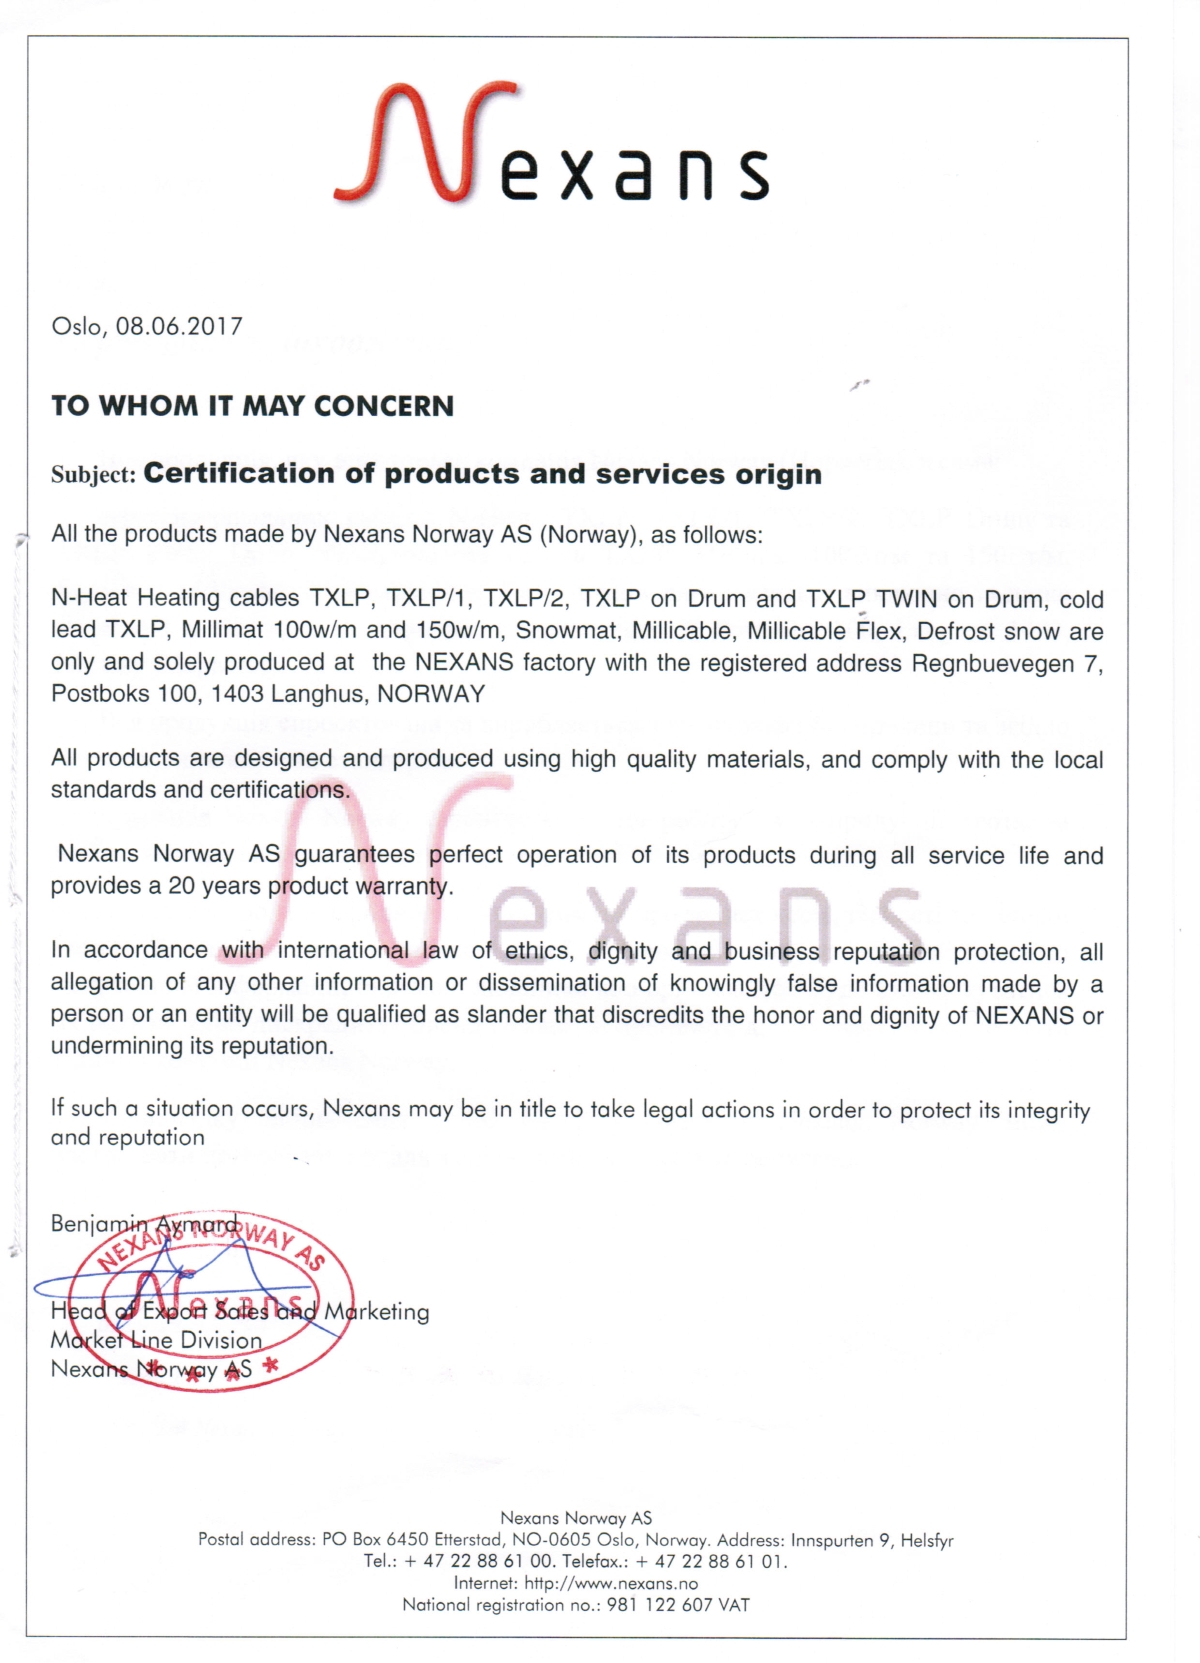 Nexans
Oslo, 08.06.2017
TO WHOM IT MAY CONCERN
Subject: Certification of products and services origin
All the products made by Nexans Norway AS (Norway), as follows:
N-Heat Heating cables TXLP, TXLP/1, TXLP/2, TXLP on Drum and TXLP TWIN on Drum, cold
lead TXLP, Millimat 100w/m and 150w/m, Snowmat, Millicable, Millicable Flex, Defrost snow are
only and solely produced at the NEXANS factory with the registered address Regnbuevegen 7,
Postboks 100, 1403 Langhus, NORWAY
All products are designed and produced using high quality materials, and comply with the local
standards and certifications.
Nexans Norway AS guarantees perfect operation of its products during all service life and
provides a 20 years product warranty.
Nexans
In accordance with international law of ethics, dignity and business reputation protection, all
allegation of any other information or dissemination of knowingly false information made by a
person or an entity will be qualified as slander that discredits the honor and dignity of NEXANS or
undermining its reputation.
If such a situation occurs, Nexans may be in title to take legal actions in order to protect its integrity
and reputation
Benjamin Aymard
NEXANS NORWAY AS
Nexans
Head of Export Sales and Marketing
Market Line Division
Nexans Norway AS
Nexans Norway AS
Postal address: PO Box 6450 Etterstad, NO-0605 Oslo, Norway. Address: Innspurten 9, Helsfyr
Tel.: + 47 22 88 61 00. Telefax.: + 47 22 88 61 01.
Internet: http://www.nexans.no
National registration no.: 981 122 607 VAT